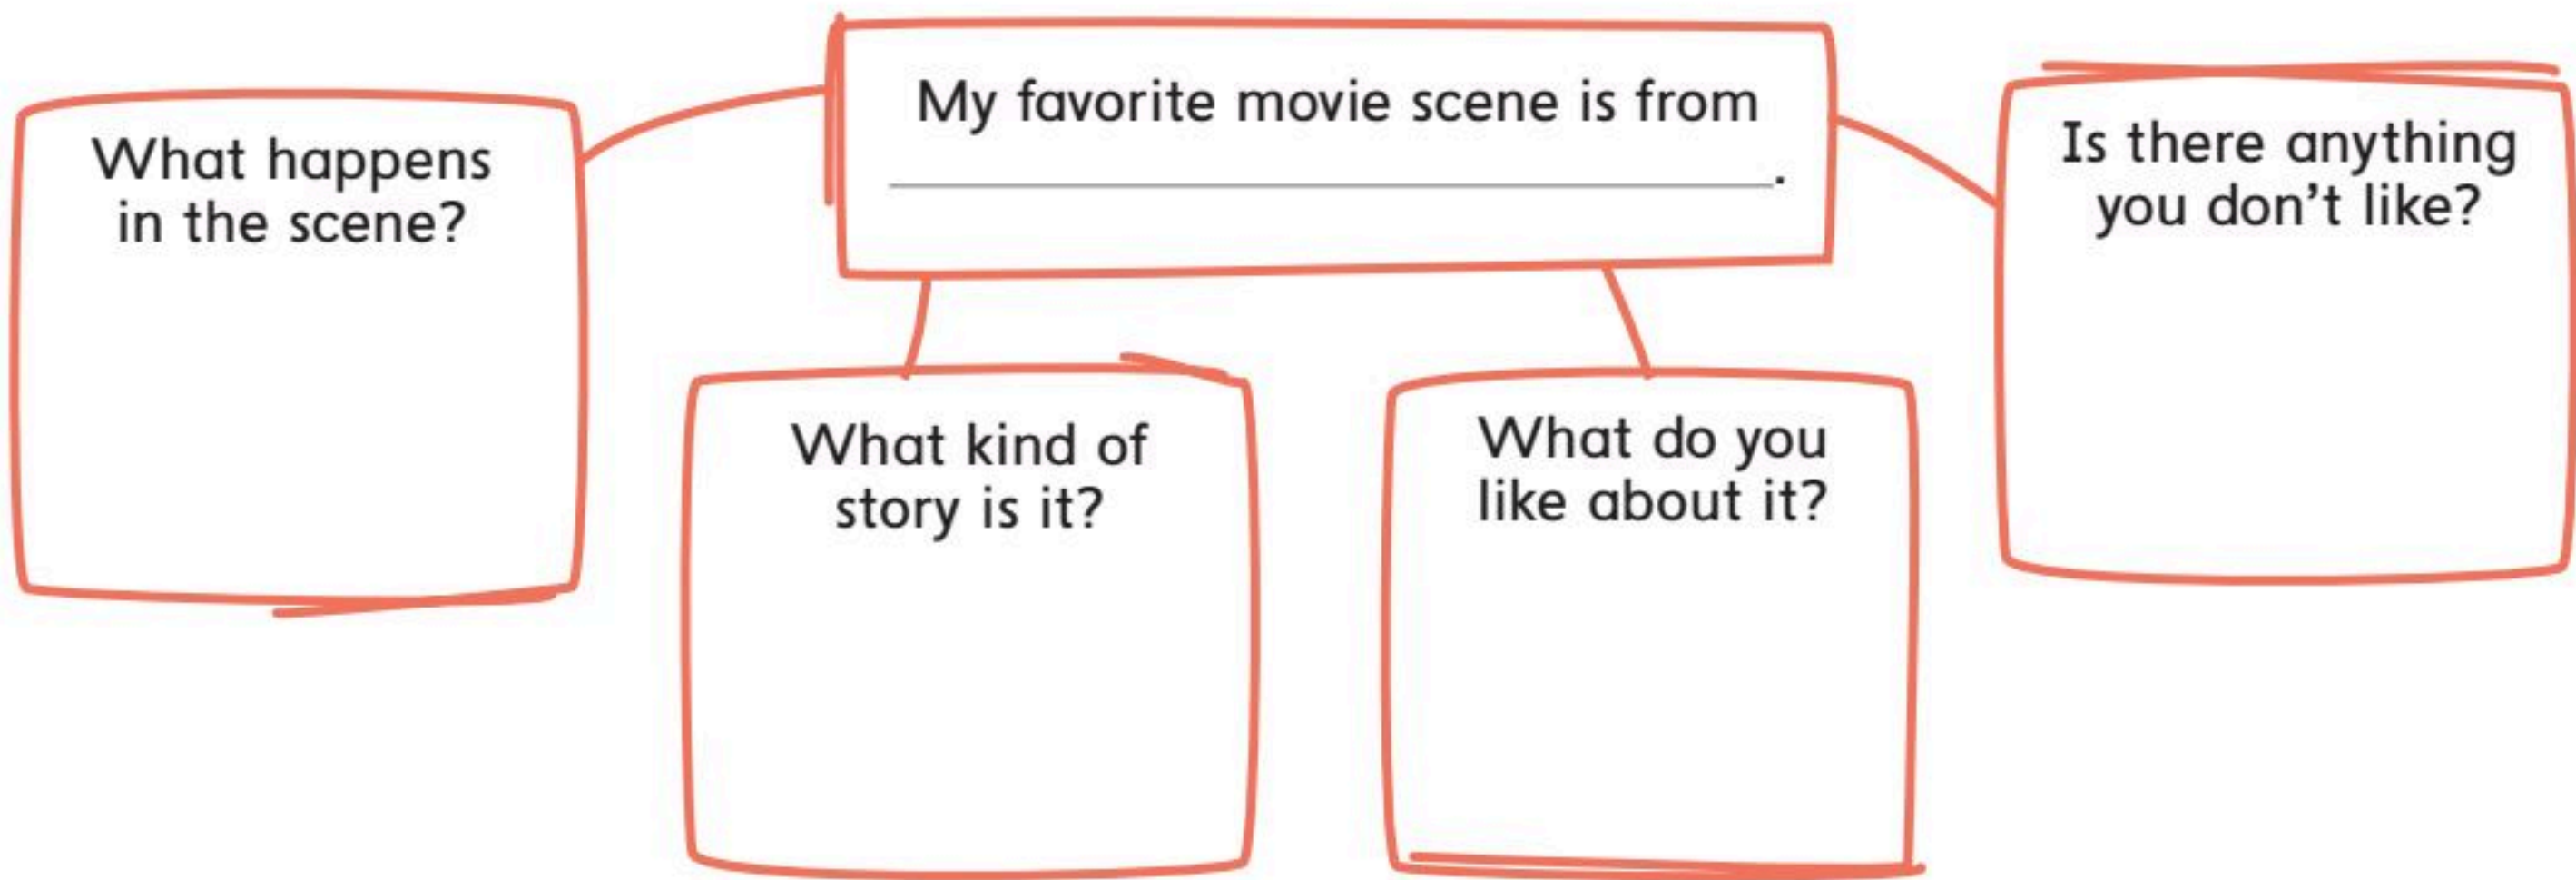 My favorite movie scene is from
.
What happens
in the scene?
What kind of
story is it?
What do you
like about it?
Is there anything
you don't like?